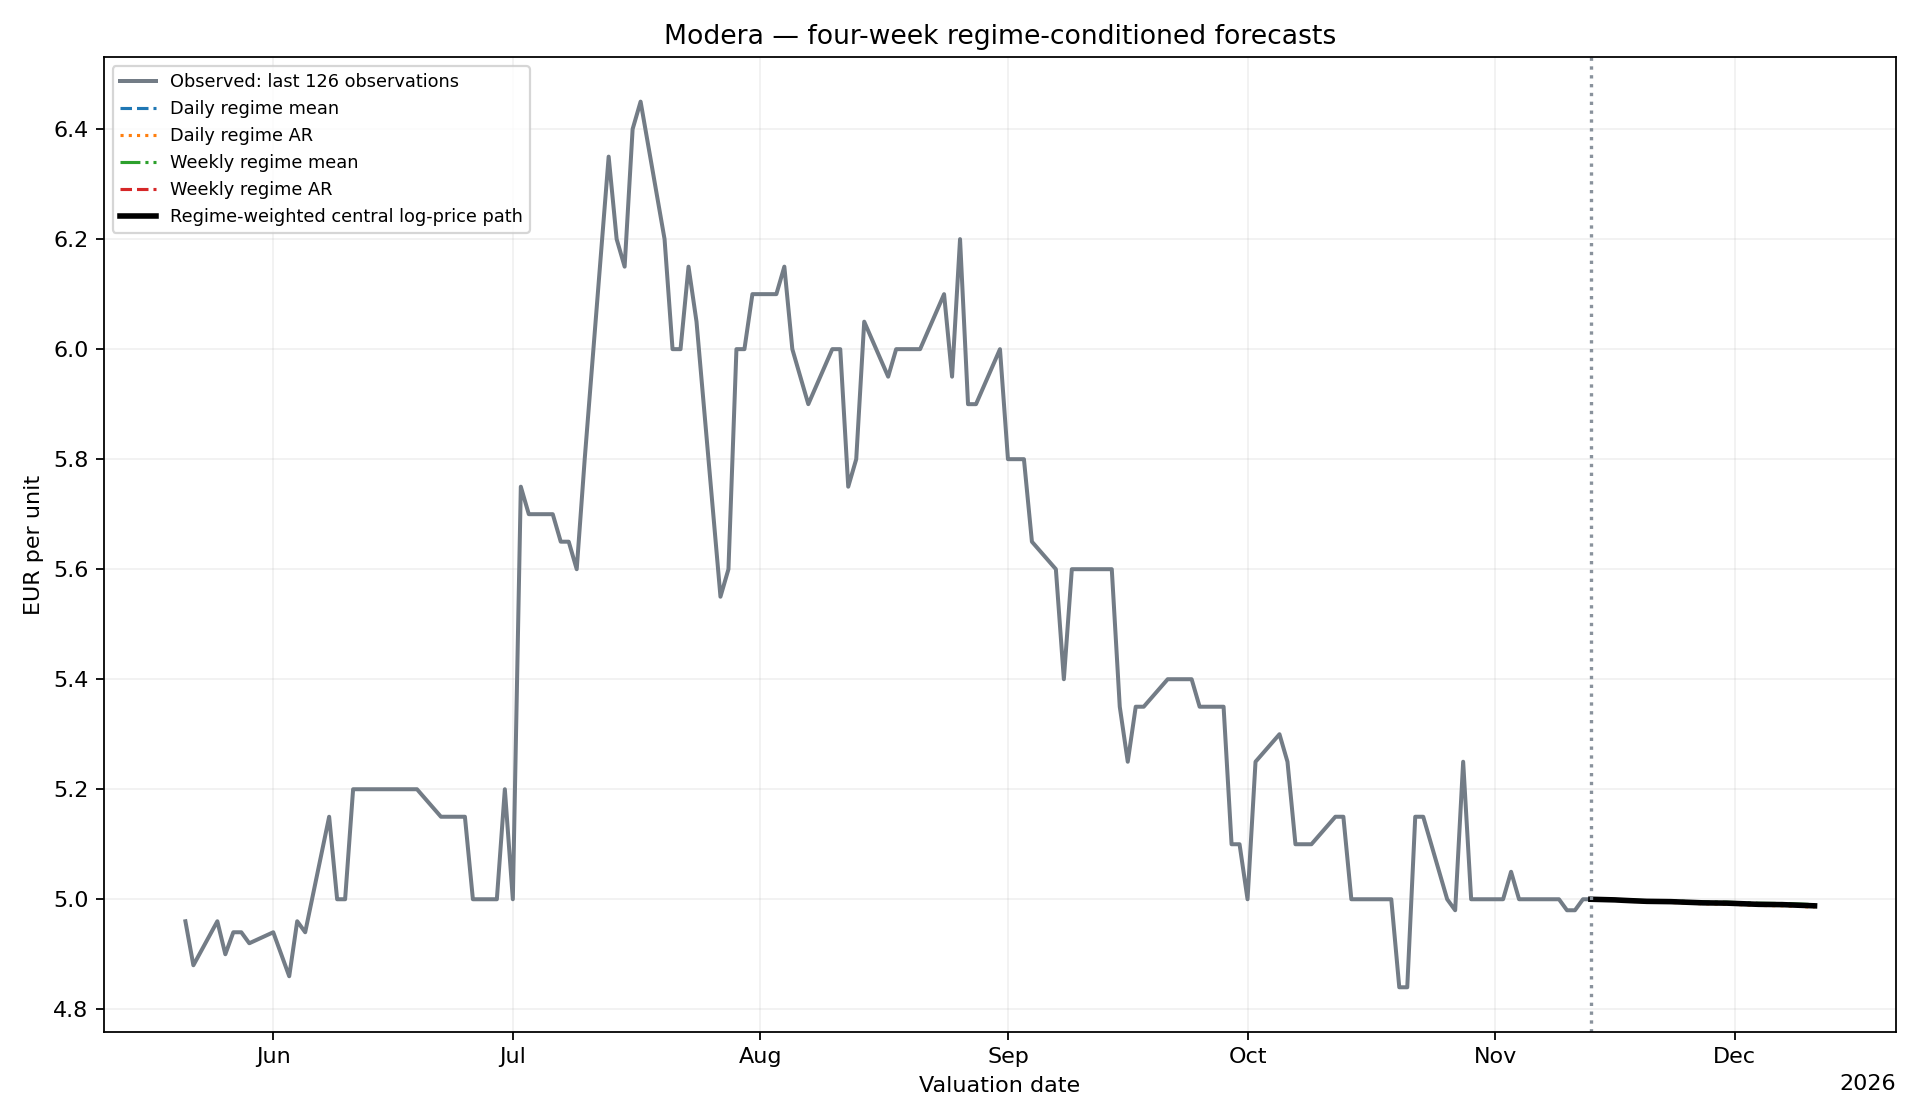 Modera — four-week regime-conditioned forecasts
Observed: last 126 observations
Daily regime mean
Daily regime AR
Weekly regime mean
Weekly regime AR
Regime-weighted central log-price path
EUR per unit
6.4
6.2
6.0
5.8
5.6
5.4
5.2
5.0
4.8
Jun
Jul
Aug
Sep
Oct
Nov
Dec
Valuation date
2026